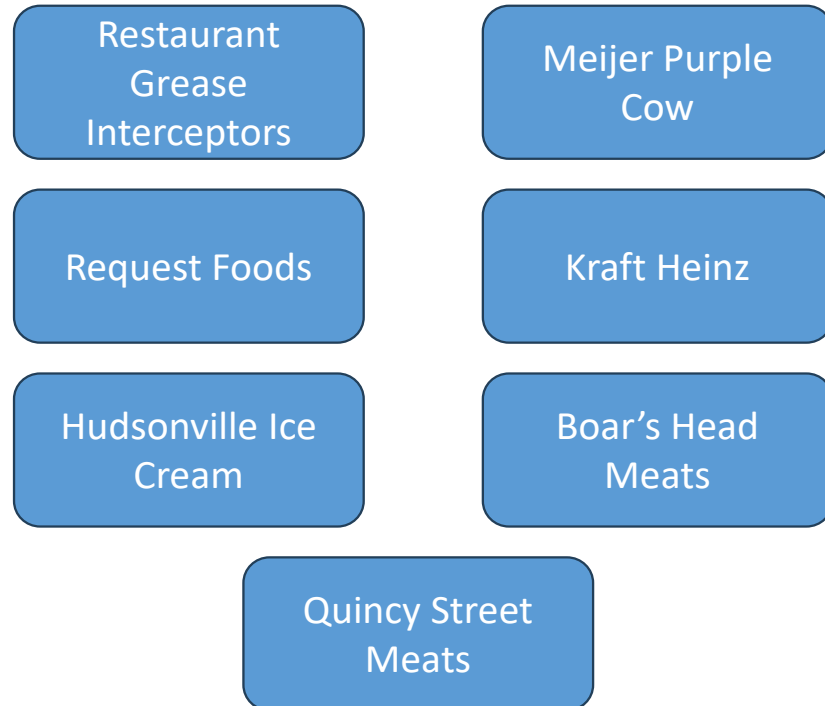 Restaurant
Grease
Interceptors
Meijer Purple
Cow
Request Foods
Kraft Heinz
Hudsonville Ice
Cream
Boar’s Head
Meats
Quincy Street
Meats